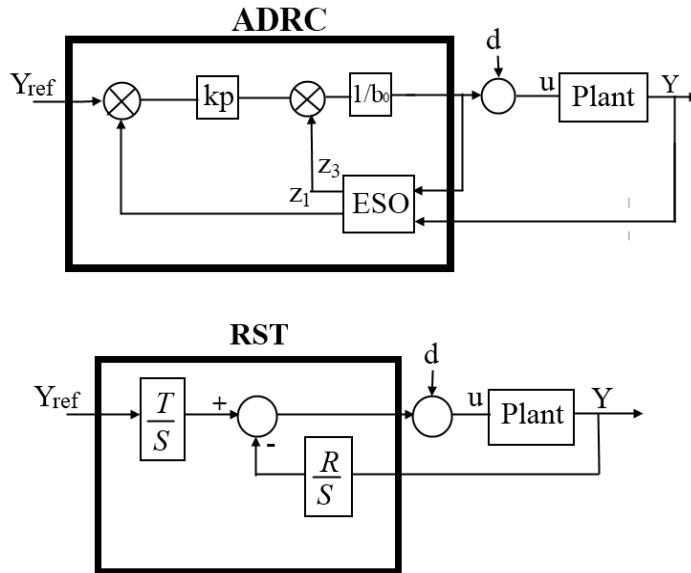 ADRC
d
Yref
kp
1/b₀
u
Plant
Y
z3
z1
ESO
RST
d
Yref
T
S
+
-
u
Plant
Y
R
S